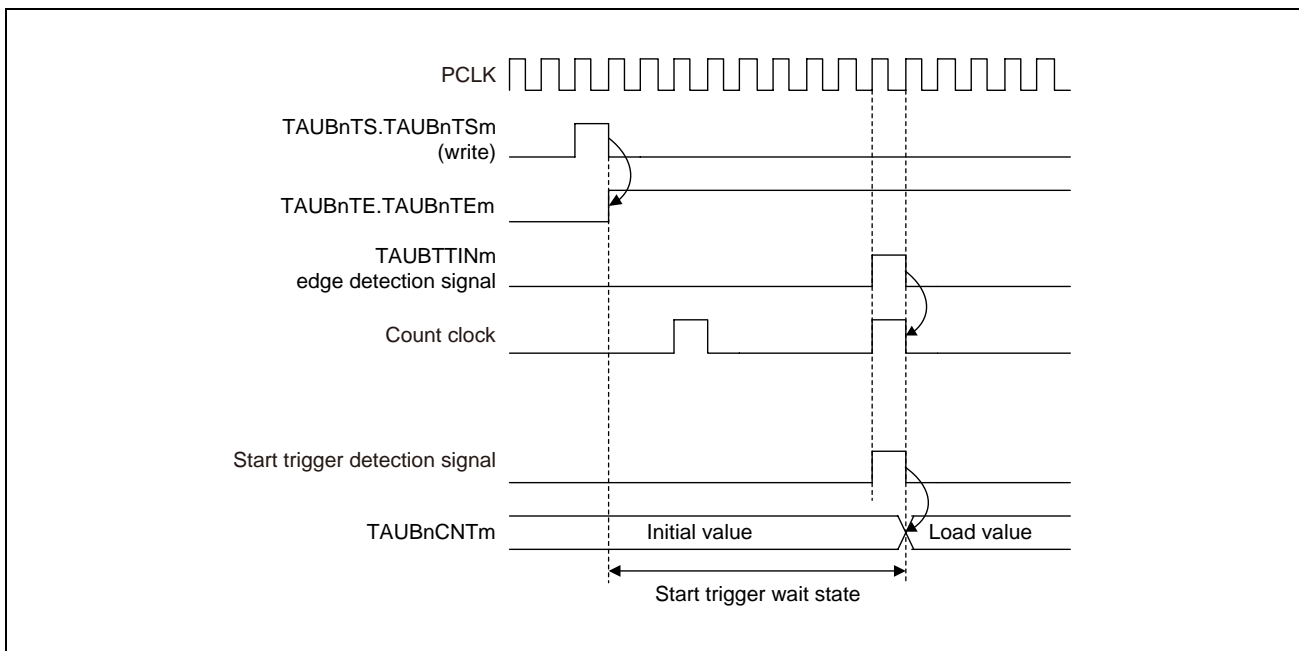 PCLK
TAUBnTS.TAUBnTSm
(write)
TAUBnTE.TAUBnTEm
TAUBTTINm
edge detection signal
Count clock
Start trigger detection signal
TAUBnCNTm
Initial value
Load value
Start trigger wait state